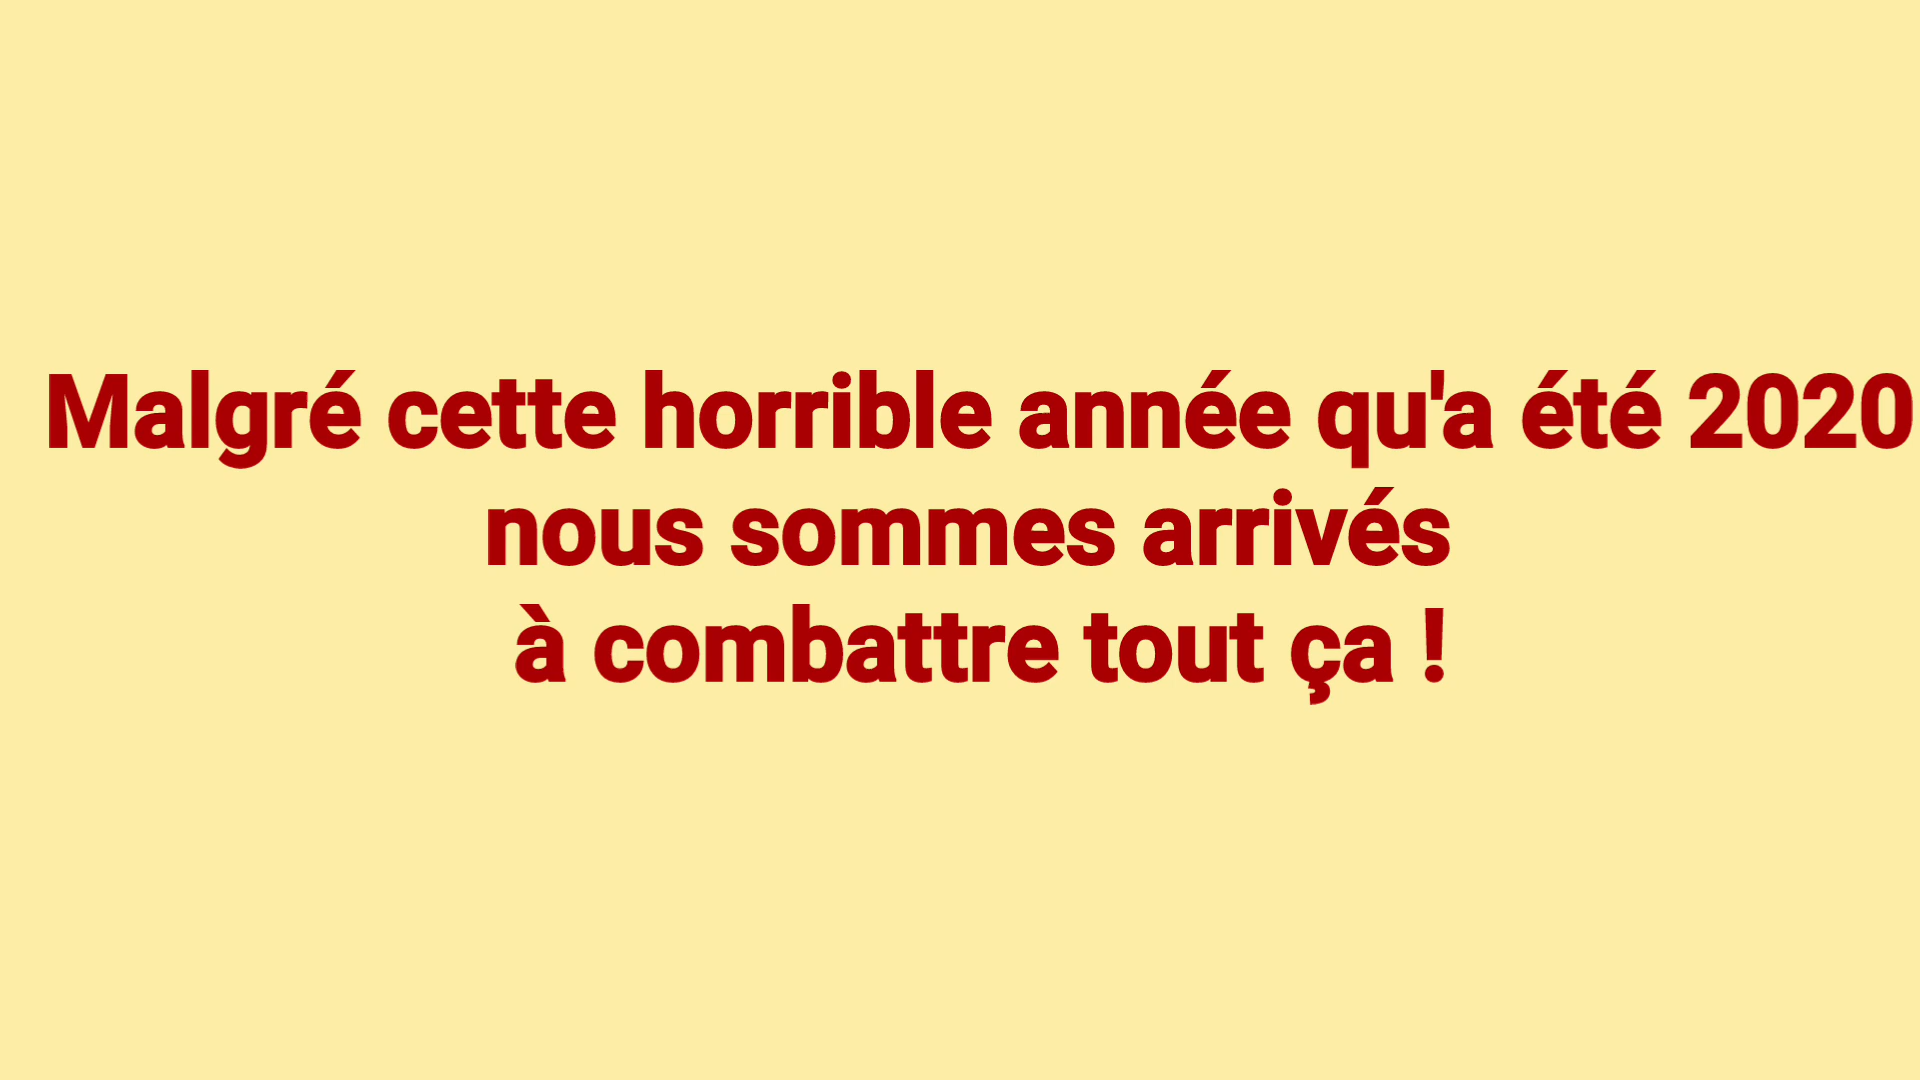 Malgré cette horrible année qu'a été 2020
nous sommes arrivés
à combattre tout ça !